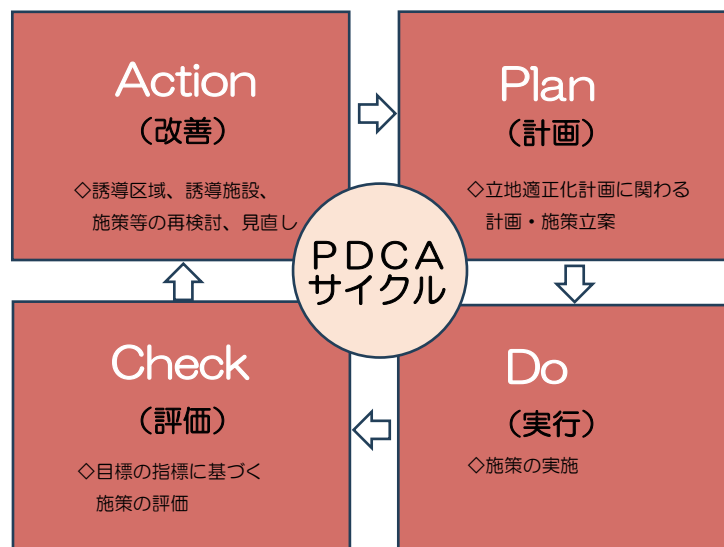 Action
（改善）
◇誘導区域、誘導施設、
施策等の再検討、見直し
Plan
（計画）
◇立地適正化計画に関わる
計画・施策立案
PDCA
サイクル
Check
（評価）
◇目標の指標に基づく
施策の評価
Do
（実行）
◇施策の実施